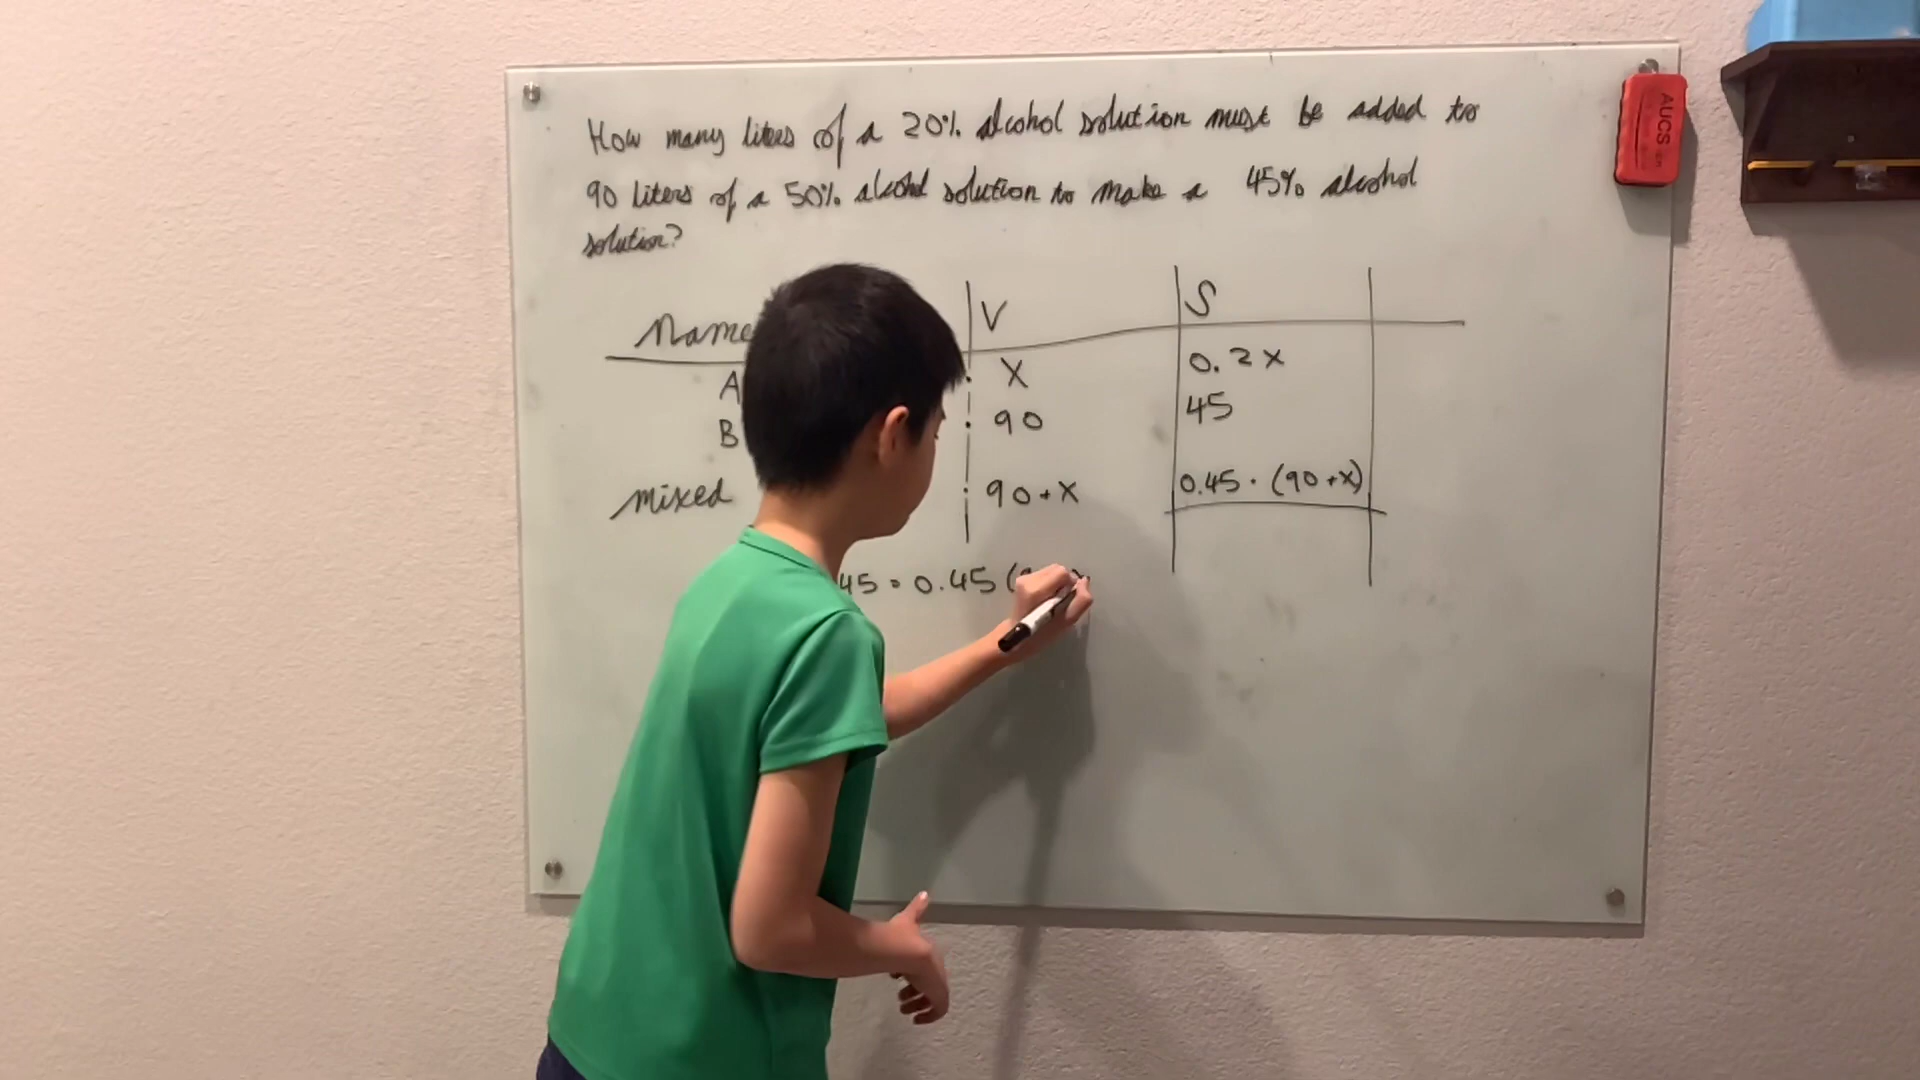 How many liters of a 20% alcohol solution must be added to
90 liters of a 50% alcohol solution to make a 45% alcohol
solution?
Name V S
A X 0.2x
B 90 45
mixed 90+X 0.45·(90+x)
45=0.45(
AUCS